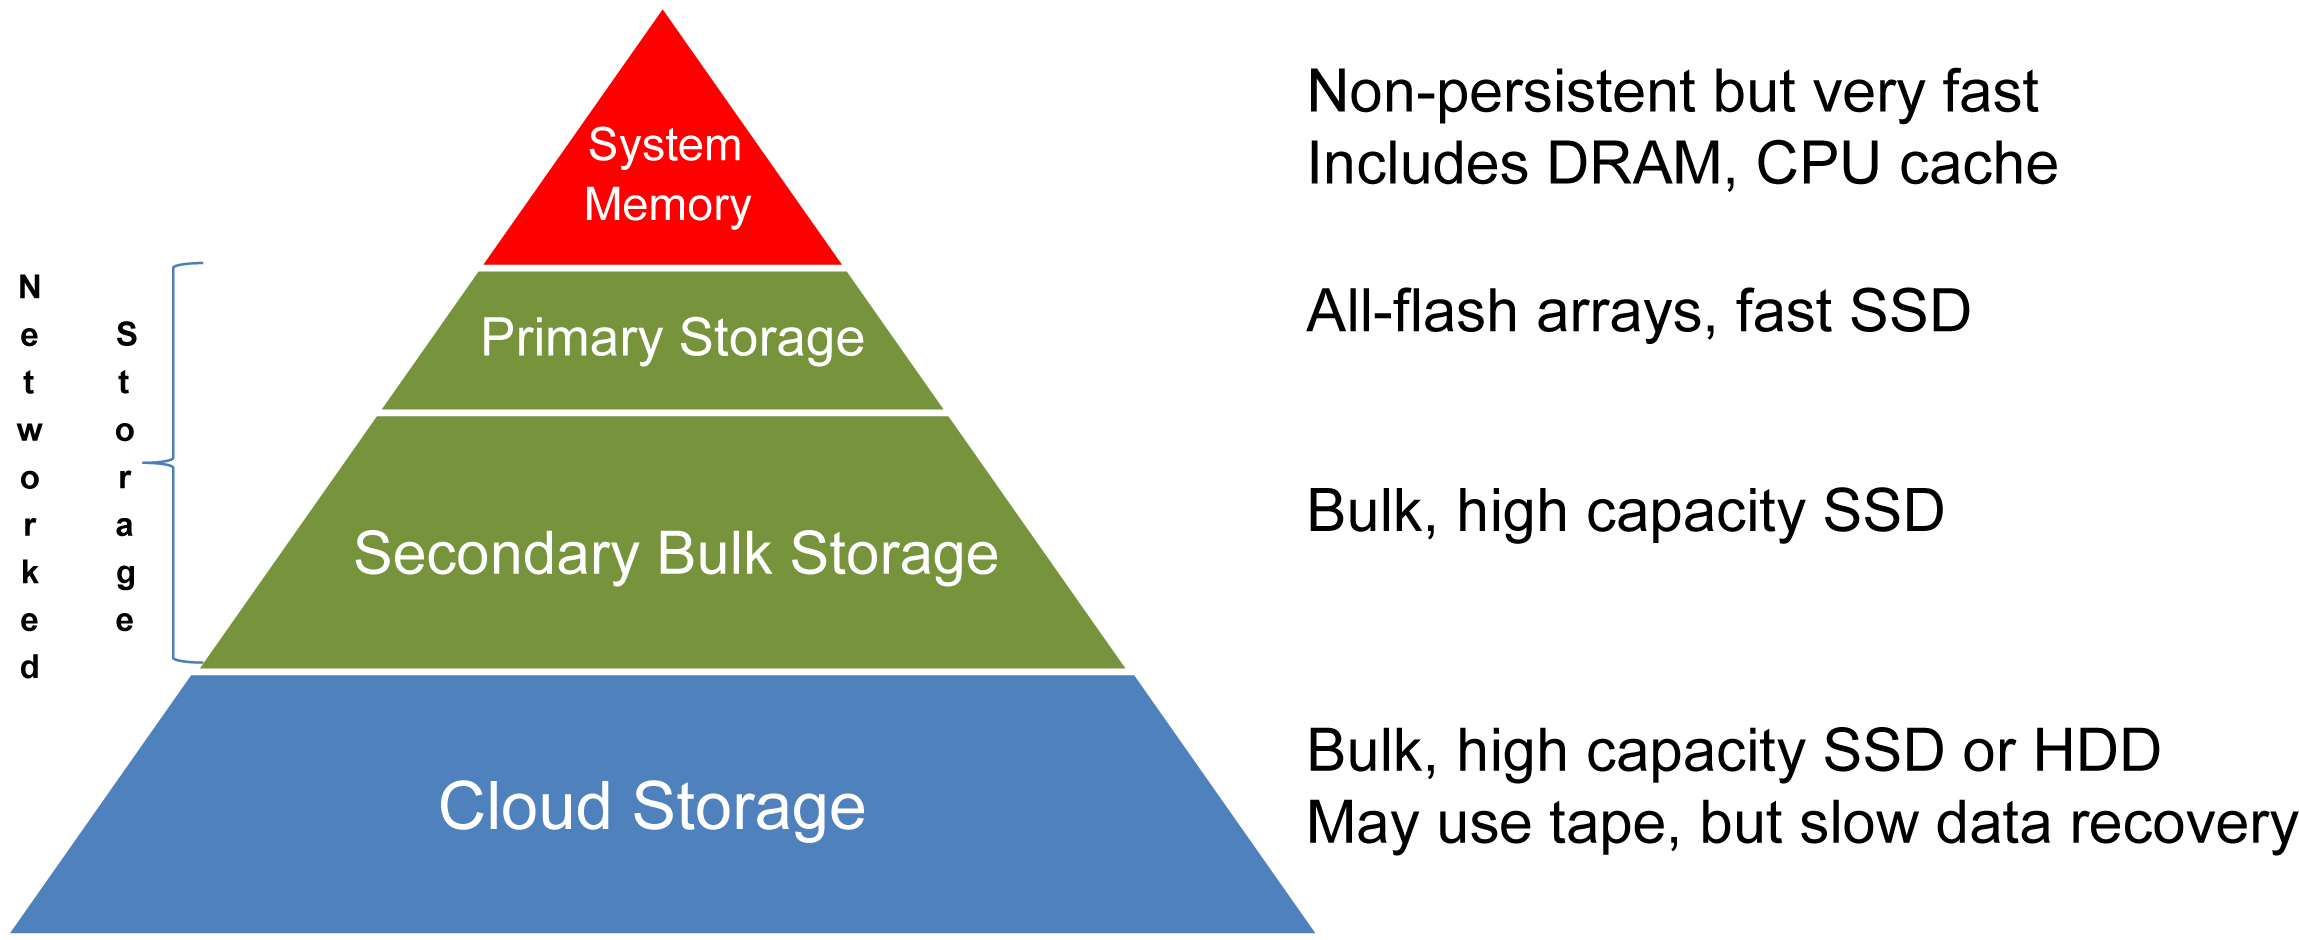 System
Memory
Non-persistent but very fast
Includes DRAM, CPU cache
Networked
Storage
Primary Storage
All-flash arrays, fast SSD
Secondary Bulk Storage
Bulk, high capacity SSD
Cloud Storage
Bulk, high capacity SSD or HDD
May use tape, but slow data recovery